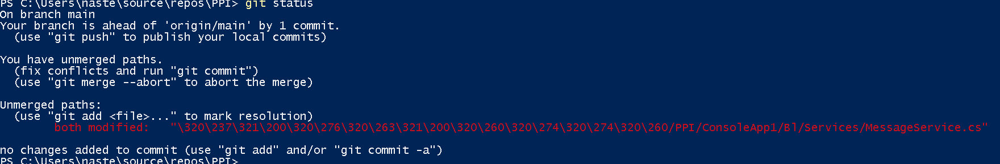 PS C:\Users\naste\source\repos\PPI> git status
On branch main
Your branch is ahead of 'origin/main' by 1 commit.
  (use "git push" to publish your local commits)

You have unmerged paths.
  (fix conflicts and run "git commit")
  (use "git merge --abort" to abort the merge)

Unmerged paths:
  (use "git add <file>..." to mark resolution)
        both modified:   "\320\237\321\200\320\276\320\263\321\200\320\260\320\274\320\274\320\260/PPI/ConsoleApp1/Bl/Services/MessageService.cs"

no changes added to commit (use "git add" and/or "git commit -a")
PS C:\Users\naste\source\repos\PPI>